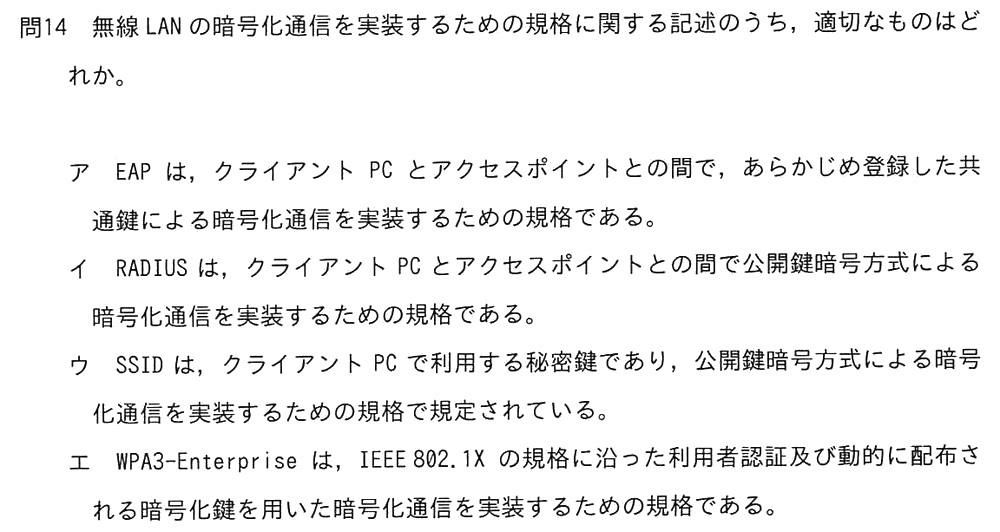 問14　無線 LAN の暗号化通信を実装するための規格に関する記述のうち，適切なものはど
れか。
ア　EAP は，クライアント PC とアクセスポイントとの間で，あらかじめ登録した共
通鍵による暗号化通信を実装するための規格である。
イ　RADIUS は，クライアント PC とアクセスポイントとの間で公開鍵暗号方式による
暗号化通信を実装するための規格である。
ウ　SSID は，クライアント PC で利用する秘密鍵であり，公開鍵暗号方式による暗号
化通信を実装するための規格で規定されている。
エ　WPA3-Enterprise は，IEEE 802.1X の規格に沿った利用者認証及び動的に配布さ
れる暗号化鍵を用いた暗号化通信を実装するための規格である。